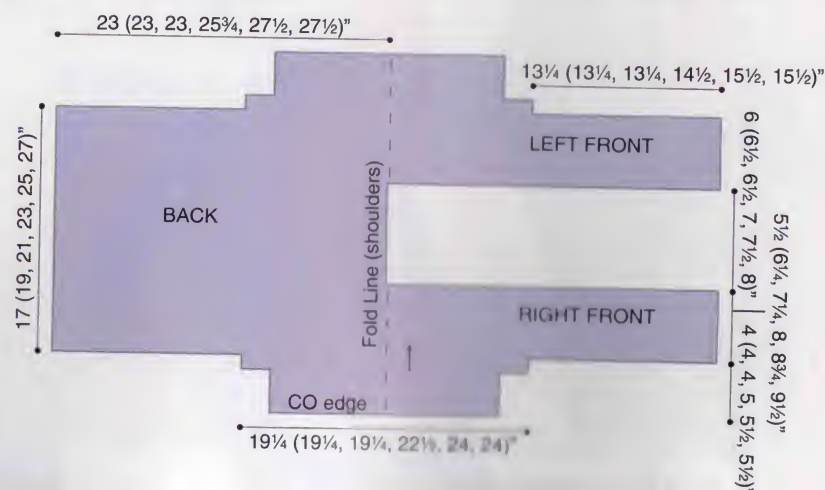 23 (23, 23, 25¾, 27½, 27½)”
13¼ (13¼, 13¼, 14½, 15½, 15½)”
17 (19, 21, 23, 25, 27)”
BACK
Fold Line (shoulders)
LEFT FRONT
RIGHT FRONT
6 (6½, 6½, 7, 7½, 8)”
5½ (6¼, 7¼, 8, 8¾, 9½)”
4 (4, 4, 5, 5½, 5½)”
CO edge
19¼ (19¼, 19¼, 22½, 24, 24)”